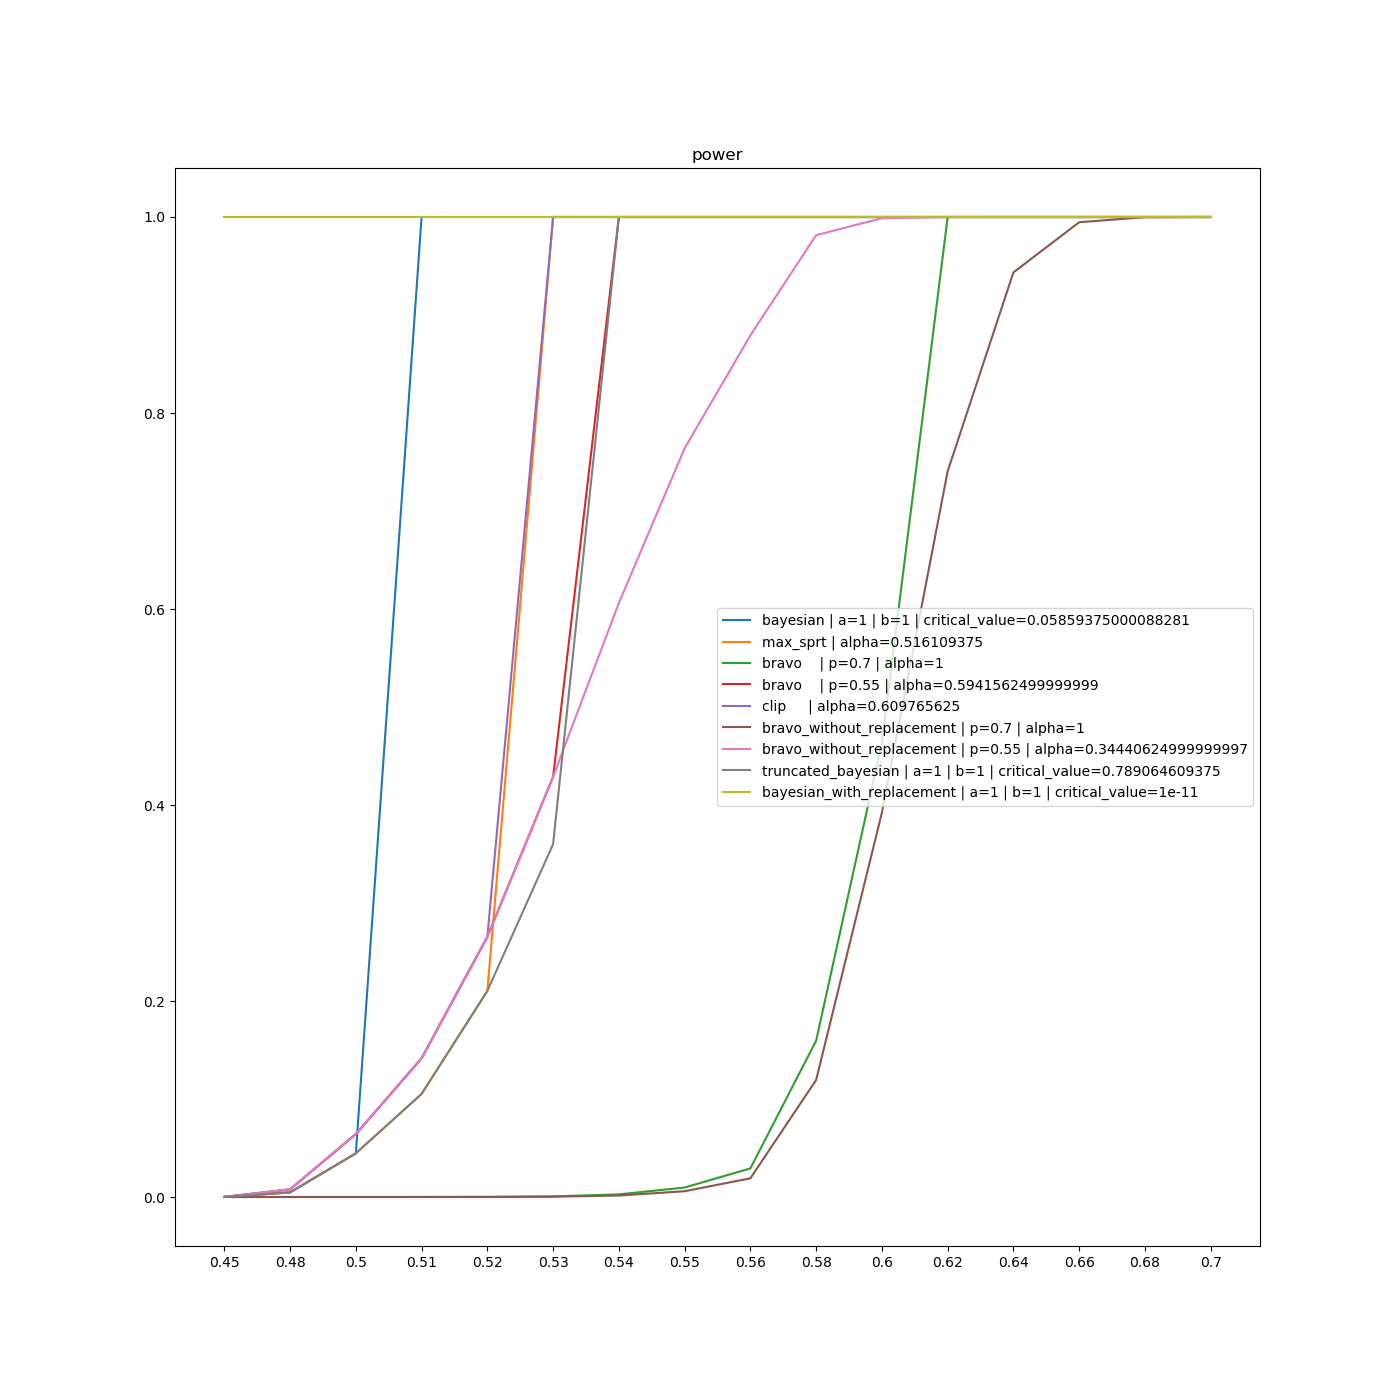 power
1.0
0.8
0.6
0.4
0.2
0.0
bayesian | a=1 | b=1 | critical_value=0.05859375000088281
max_sprt | alpha=0.516109375
bravo    | p=0.7 | alpha=1
bravo    | p=0.55 | alpha=0.5941562499999999
clip     | alpha=0.609765625
bravo_without_replacement | p=0.7 | alpha=1
bravo_without_replacement | p=0.55 | alpha=0.34440624999999997
truncated_bayesian | a=1 | b=1 | critical_value=0.789064609375
bayesian_with_replacement | a=1 | b=1 | critical_value=1e-11
0.45 0.48 0.5 0.51 0.52 0.53 0.54 0.55 0.56 0.58 0.6 0.62 0.64 0.66 0.68 0.7